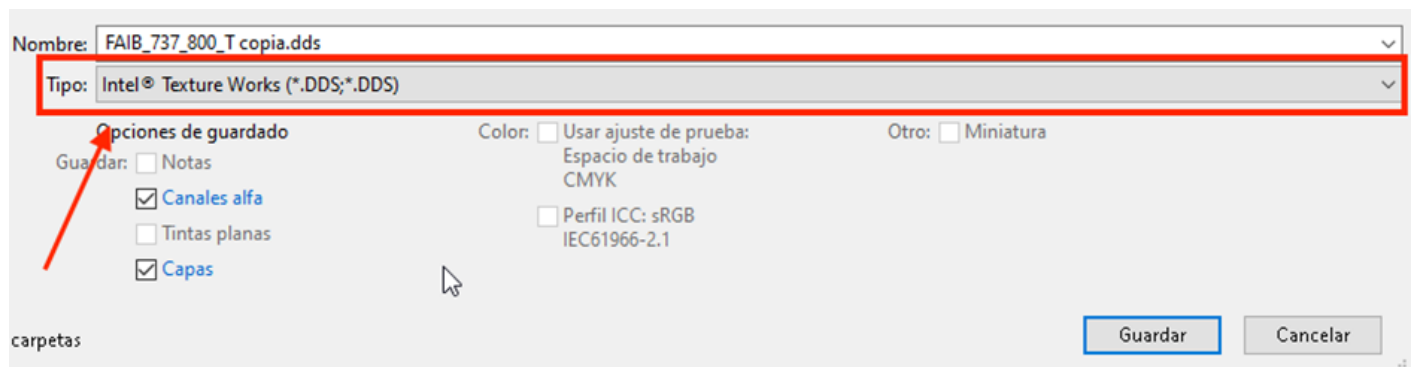 Nombre: FAIB_737_800_T copia.dds
Tipo: Intel® Texture Works (*.DDS;*.DDS)
Opciones de guardado
Guardar: Notas
Canales alfa
Tintas planas
Capas
Color: Usar ajuste de prueba:
Espacio de trabajo
CMYK
Perfil ICC: sRGB
IEC61966-2.1
Otro: Miniatura
carpetas
Guardar Cancelar